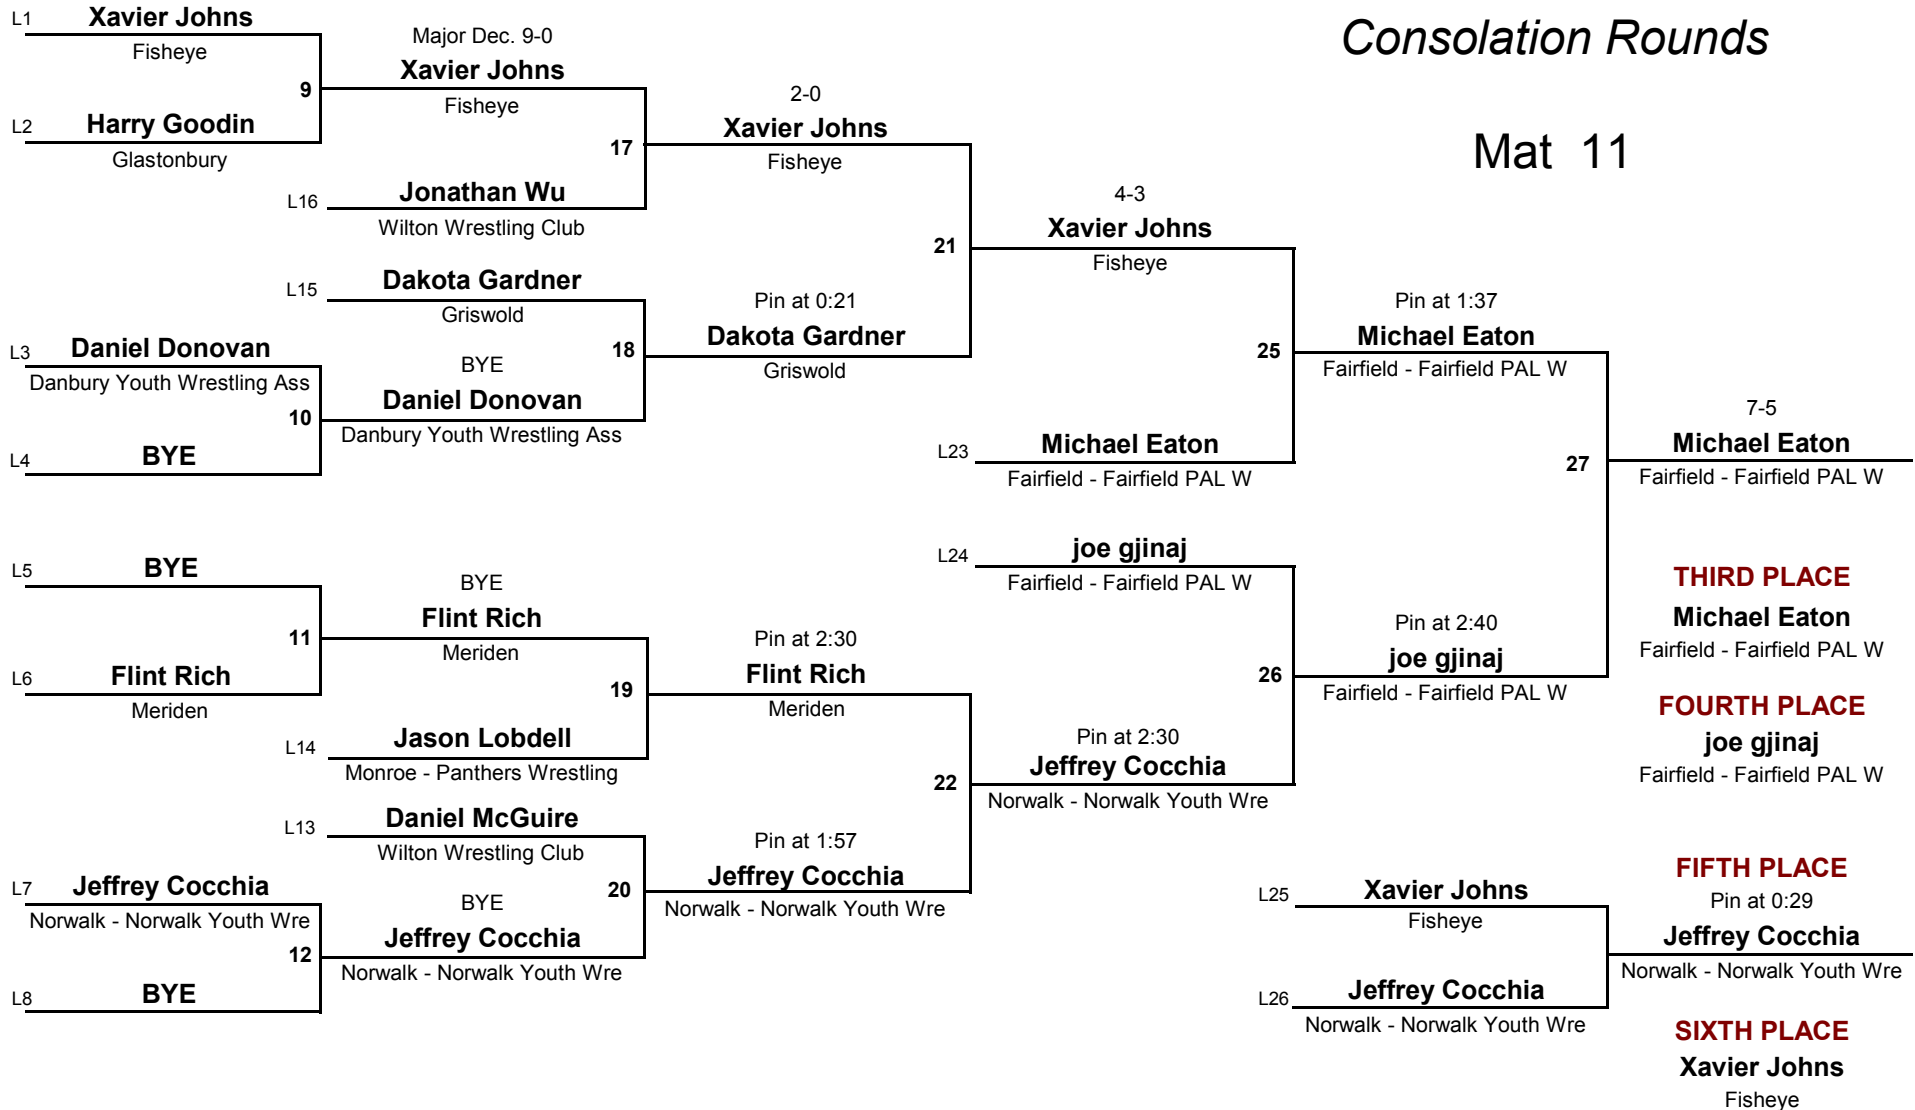 Consolation Rounds
Mat 11
L1 Xavier Johns
Fisheye
9
L2 Harry Goodin
Glastonbury
Major Dec. 9-0
Xavier Johns
Fisheye
17
L16 Jonathan Wu
Wilton Wrestling Club
L15 Dakota Gardner
Griswold
L3 Daniel Donovan
Danbury Youth Wrestling Ass
10
L4 BYE
18
BYE
Daniel Donovan
Danbury Youth Wrestling Ass
2-0
Xavier Johns
Fisheye
21
Pin at 0:21
Dakota Gardner
Griswold
4-3
Xavier Johns
Fisheye
25
L23 Michael Eaton
Fairfield - Fairfield PAL W
Pin at 1:37
Michael Eaton
Fairfield - Fairfield PAL W
27
7-5
Michael Eaton
Fairfield - Fairfield PAL W
L5 BYE
11
L6 Flint Rich
Meriden
BYE
Flint Rich
Meriden
19
L14 Jason Lobdell
Monroe - Panthers Wrestling
L13 Daniel McGuire
Wilton Wrestling Club
L7 Jeffrey Cocchia
Norwalk - Norwalk Youth Wre
12
L8 BYE
20
BYE
Jeffrey Cocchia
Norwalk - Norwalk Youth Wre
Pin at 2:30
Flint Rich
Meriden
22
Pin at 1:57
Jeffrey Cocchia
Norwalk - Norwalk Youth Wre
L24 joe gjinaj
Fairfield - Fairfield PAL W
26
Pin at 2:30
Jeffrey Cocchia
Norwalk - Norwalk Youth Wre
Pin at 2:40
joe gjinaj
Fairfield - Fairfield PAL W
THIRD PLACE
Michael Eaton
Fairfield - Fairfield PAL W
FOURTH PLACE
joe gjinaj
Fairfield - Fairfield PAL W
L25 Xavier Johns
Fisheye
L26 Jeffrey Cocchia
Norwalk - Norwalk Youth Wre
FIFTH PLACE
Pin at 0:29
Jeffrey Cocchia
Norwalk - Norwalk Youth Wre
SIXTH PLACE
Xavier Johns
Fisheye